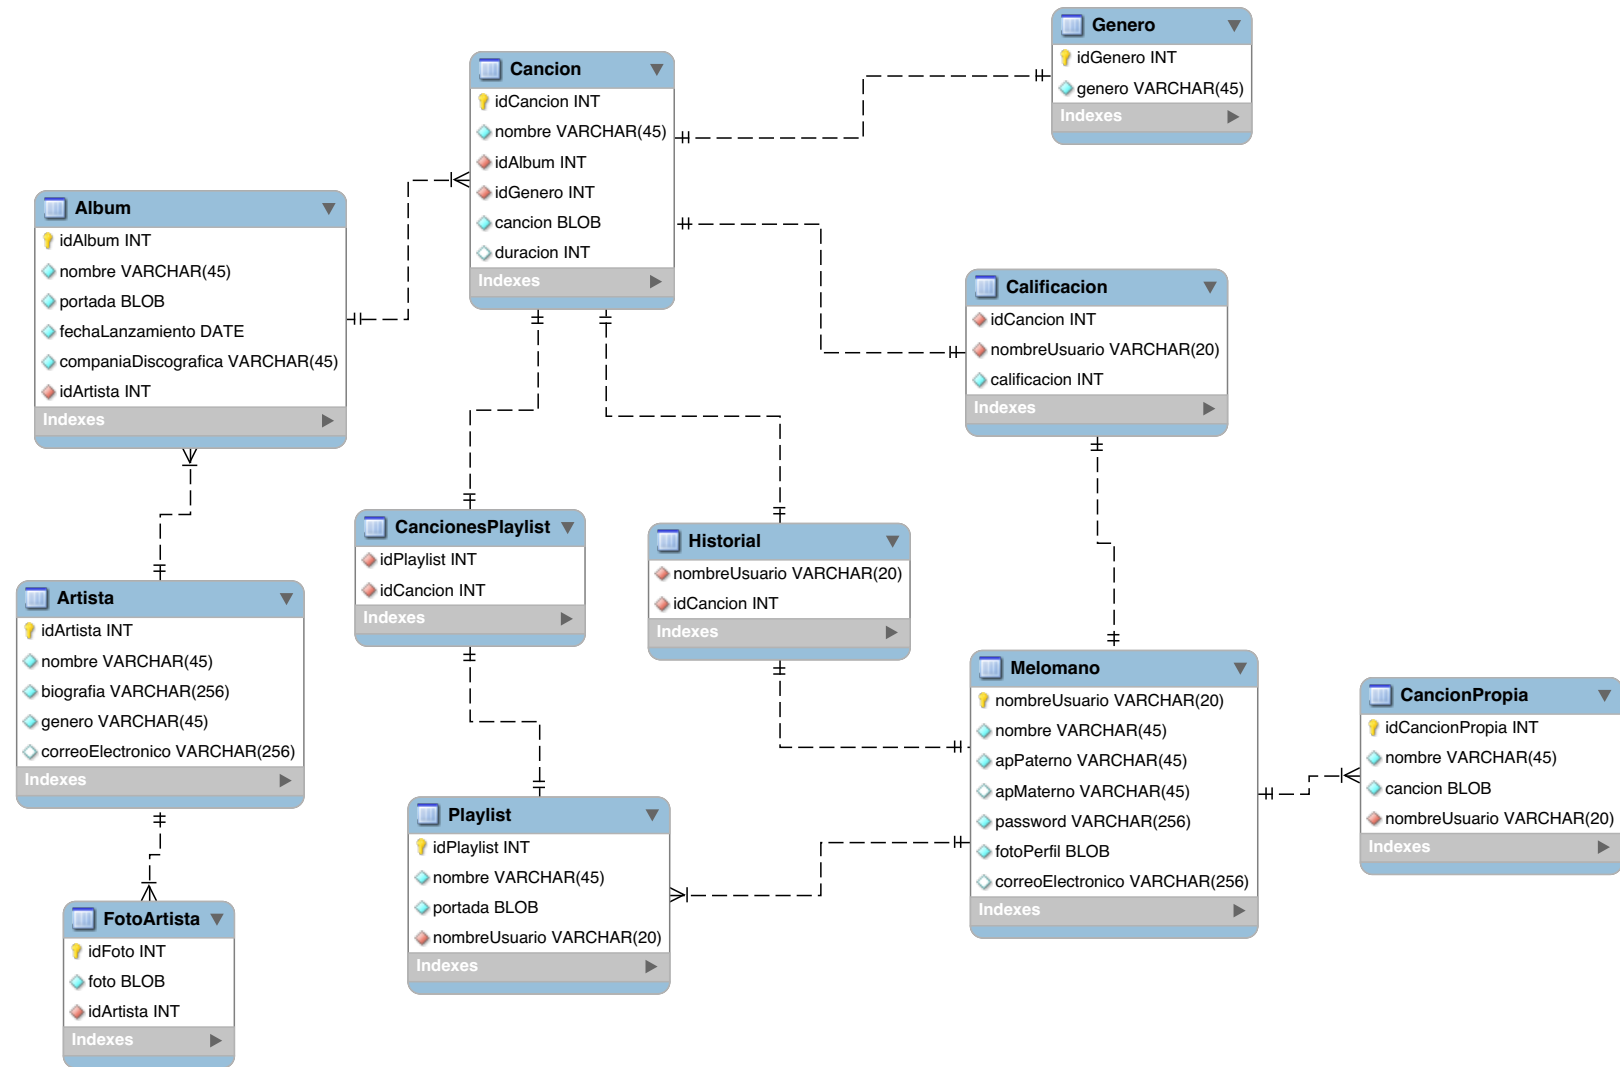 Genero
idGenero INT
genero VARCHAR(45)
Indexes
Cancion
idCancion INT
nombre VARCHAR(45)
idAlbum INT
idGenero INT
cancion BLOB
duracion INT
Indexes
Album
idAlbum INT
nombre VARCHAR(45)
portada BLOB
fechaLanzamiento DATE
companiaDiscografica VARCHAR(45)
idArtista INT
Indexes
Calificacion
idCancion INT
nombreUsuario VARCHAR(20)
calificacion INT
Indexes
CancionesPlaylist
idPlaylist INT
idCancion INT
Indexes
Historial
nombreUsuario VARCHAR(20)
idCancion INT
Indexes
Artista
idArtista INT
nombre VARCHAR(45)
biografia VARCHAR(256)
genero VARCHAR(45)
correoElectronico VARCHAR(256)
Indexes
Melomano
nombreUsuario VARCHAR(20)
nombre VARCHAR(45)
apPaterno VARCHAR(45)
apMaterno VARCHAR(45)
password VARCHAR(256)
fotoPerfil BLOB
correoElectronico VARCHAR(256)
Indexes
CancionPropia
idCancionPropia INT
nombre VARCHAR(45)
cancion BLOB
nombreUsuario VARCHAR(20)
Indexes
Playlist
idPlaylist INT
nombre VARCHAR(45)
portada BLOB
nombreUsuario VARCHAR(20)
Indexes
FotoArtista
idFoto INT
foto BLOB
idArtista INT
Indexes